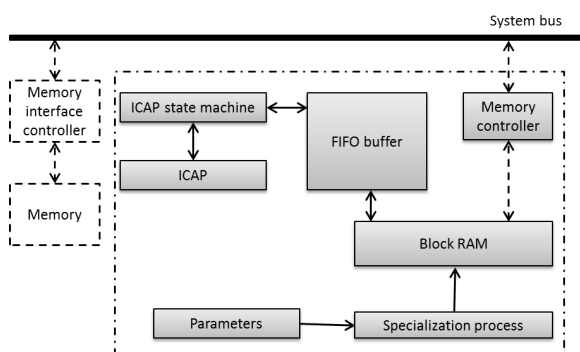 System bus
Memory
interface
controller
ICAP state machine
Memory
controller
FIFO buffer
ICAP
Memory
Block RAM
Parameters
Specialization process